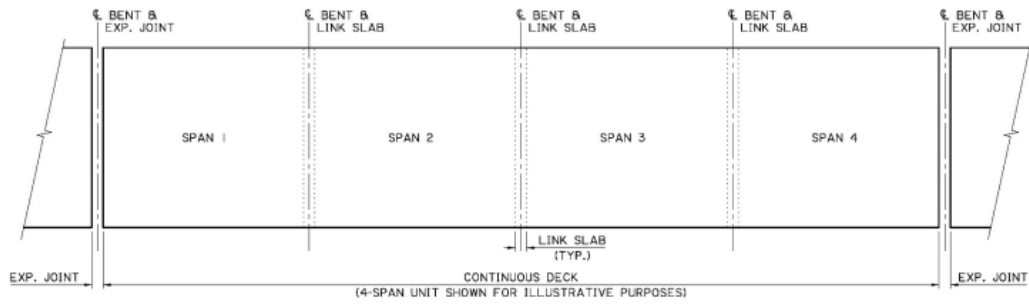 ℄ BENT &
EXP. JOINT
℄ BENT &
LINK SLAB
℄ BENT &
LINK SLAB
℄ BENT &
LINK SLAB
℄ BENT &
EXP. JOINT
SPAN 1
SPAN 2
SPAN 3
SPAN 4
LINK SLAB
(TYP.)
EXP. JOINT
CONTINUOUS DECK
(4-SPAN UNIT SHOWN FOR ILLUSTRATIVE PURPOSES)
EXP. JOINT